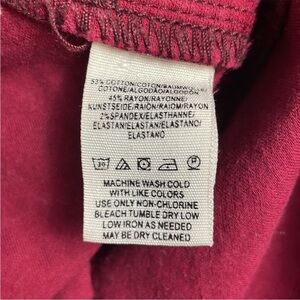 53% COTTON/COTON/BAUMWOLLE/
COTONE/ALGODÃO/ALGODÓN
45% RAYON/RAYONNE/
KUNSTSEIDE/RAION/RAIOM/RAYON
2% SPANDEX/ELASTHANNE/
ELASTAN/ELASTAN/ELASTANO/
ELASTANO
MACHINE WASH COLD
WITH LIKE COLORS
USE ONLY NON-CHLORINE
BLEACH TUMBLE DRY LOW
LOW IRON AS NEEDED
MAY BE DRY CLEANED